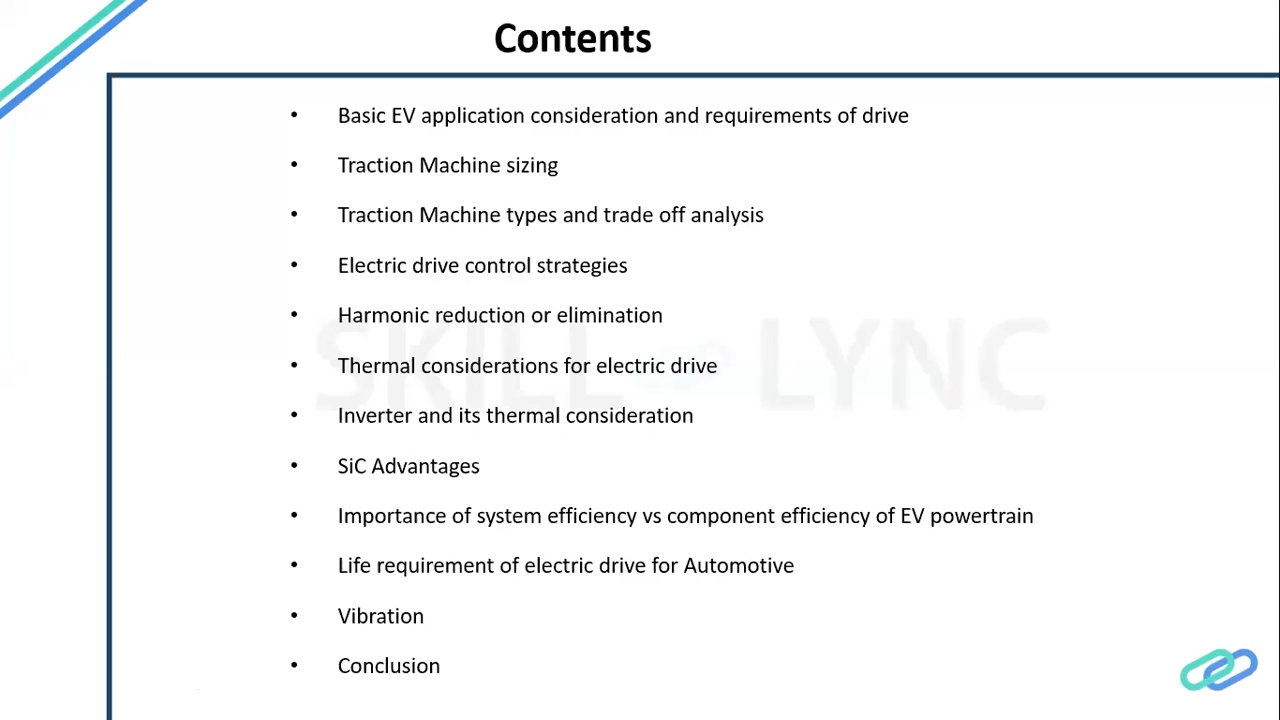 Contents
• Basic EV application consideration and requirements of drive
• Traction Machine sizing
• Traction Machine types and trade off analysis
• Electric drive control strategies
• Harmonic reduction or elimination
• Thermal considerations for electric drive
• Inverter and its thermal consideration
• SiC Advantages
• Importance of system efficiency vs component efficiency of EV powertrain
• Life requirement of electric drive for Automotive
• Vibration
• Conclusion
SKILL LYNC